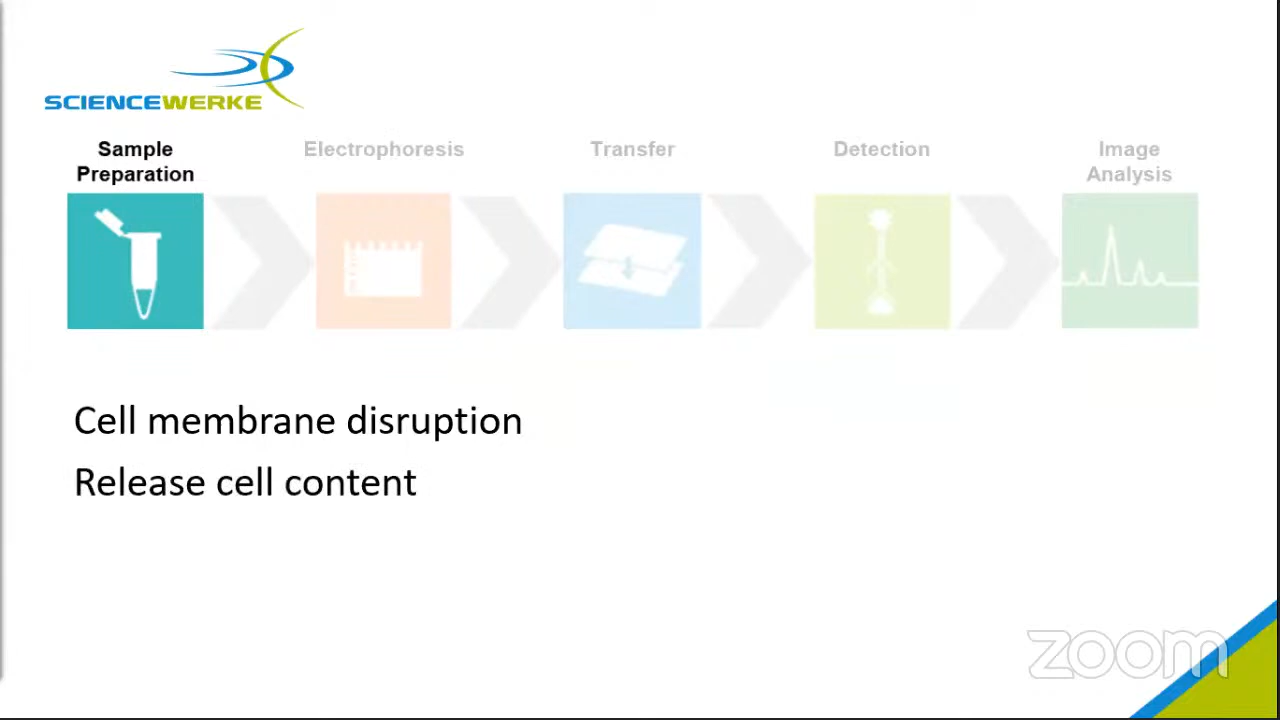 SCIENCEWERKE
Sample
Preparation
Electrophoresis
Transfer
Detection
Image
Analysis
Cell membrane disruption
Release cell content
zoom